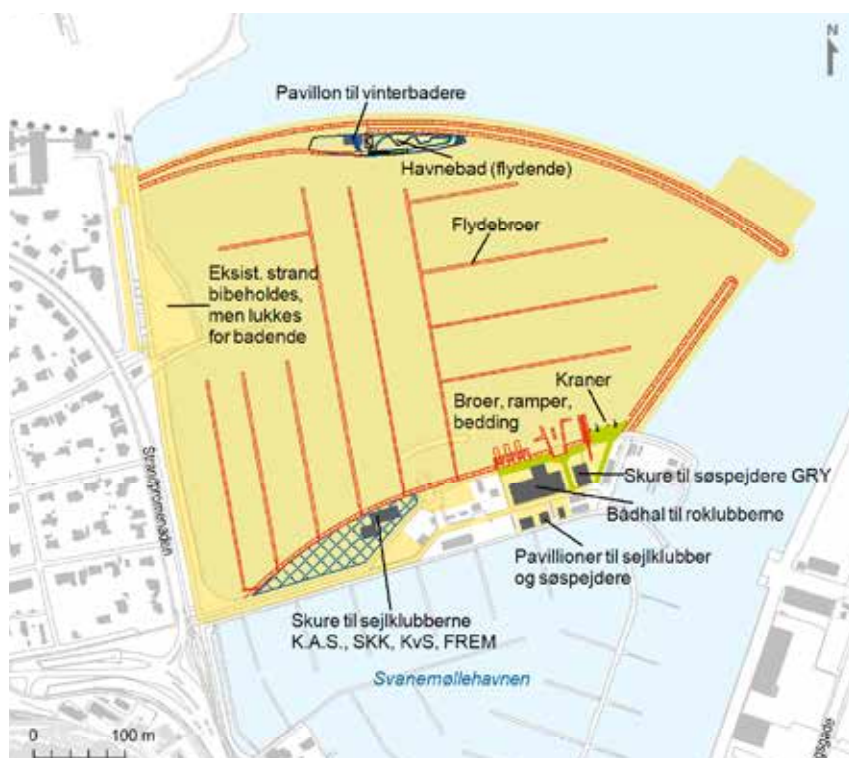 N
Pavillon til vinterbadere
Havnebad (flydende)
Flydebroer
Eksist. strand
bibeholdes,
men lukkes
for badende
Kraner
Broer, ramper,
bedding
Strandpromenaden
Skure til søspejdere GRY
Bådhal til roklubberne
Pavillioner til sejlklubber
og søspejdere
Skure til sejlklubberne
K.A.S., SKK, KvS, FREM
Svanemøllehavnen
0 100 m